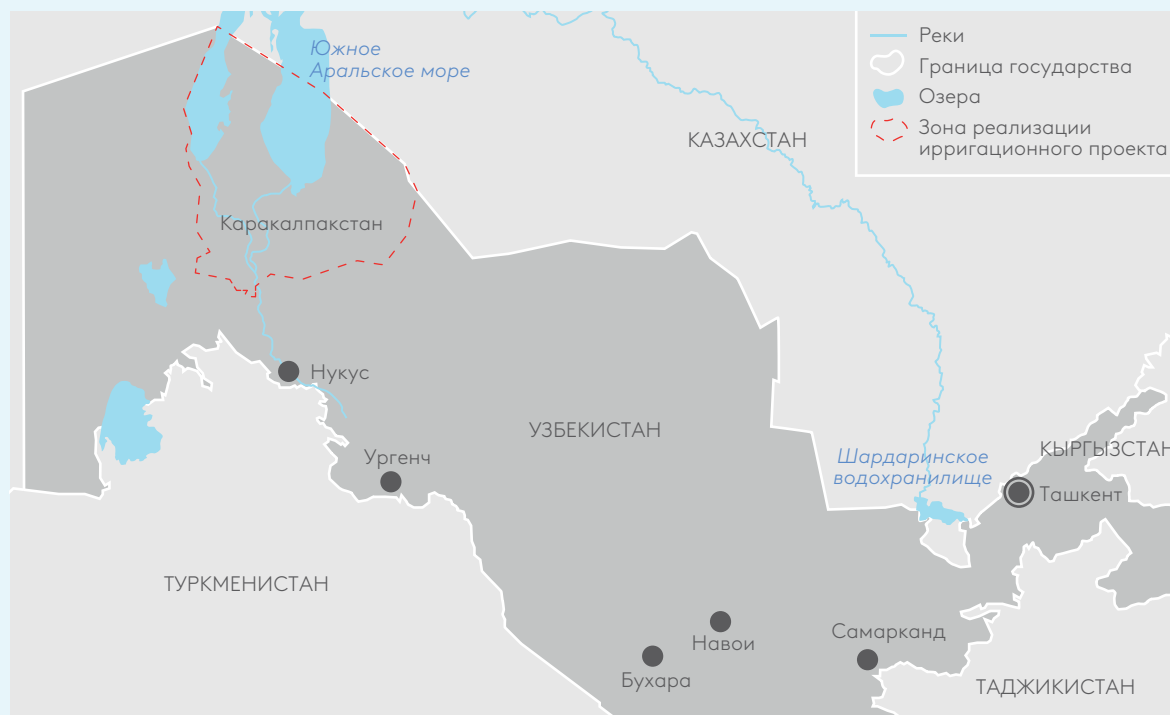 Южное
Аральское море
Реки
Граница государства
Озера
Зона реализации
ирригационного проекта
КАЗАХСТАН
Каракалпакстан
Нукус
УЗБЕКИСТАН
Ургенч
Шардаринское
водохранилище
КЫРГЫЗСТАН
Ташкент
ТУРКМЕНИСТАН
Навои
Самарканд
Бухара
ТАДЖИКИСТАН